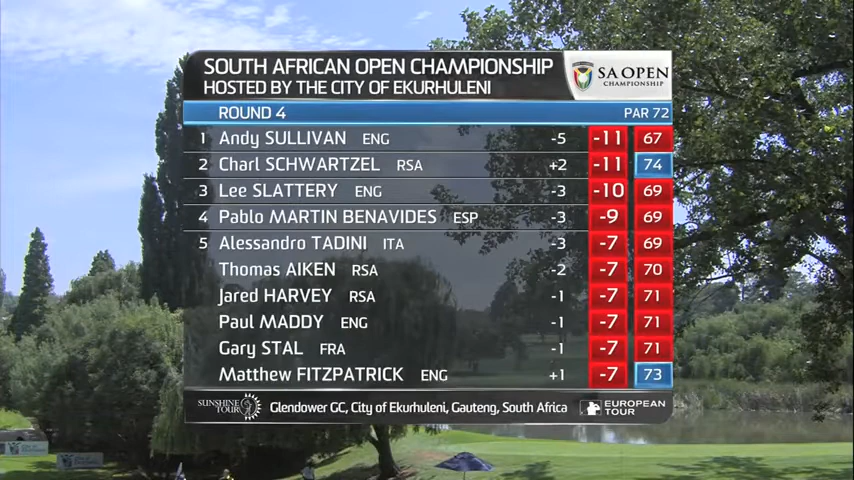 SOUTH AFRICAN OPEN CHAMPIONSHIP
HOSTED BY THE CITY OF EKURHULENI
SA OPEN
CHAMPIONSHIP
ROUND 4 PAR 72
1 Andy SULLIVAN ENG -5 -11 67
2 Charl SCHWARTZEL RSA +2 -11 74
3 Lee SLATTERY ENG -3 -10 69
4 Pablo MARTIN BENAVIDES ESP -3 -9 69
5 Alessandro TADINI ITA -3 -7 69
Thomas AIKEN RSA -2 -7 70
Jared HARVEY RSA -1 -7 71
Paul MADDY ENG -1 -7 71
Gary STAL FRA -1 -7 71
Matthew FITZPATRICK ENG +1 -7 73
SUNSHINE TOUR Glendower GC, City of Ekurhuleni, Gauteng, South Africa EUROPEAN TOUR